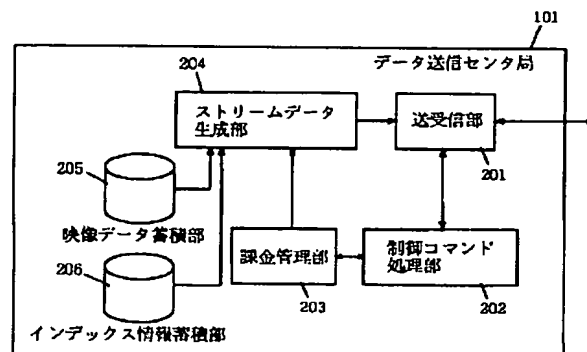 101
データ送信センタ局
204
ストリームデータ
生成部
送受信部
201
205
映像データ蓄積部
206
インデックス情報蓄積部
課金管理部
203
制御コマンド
処理部
202